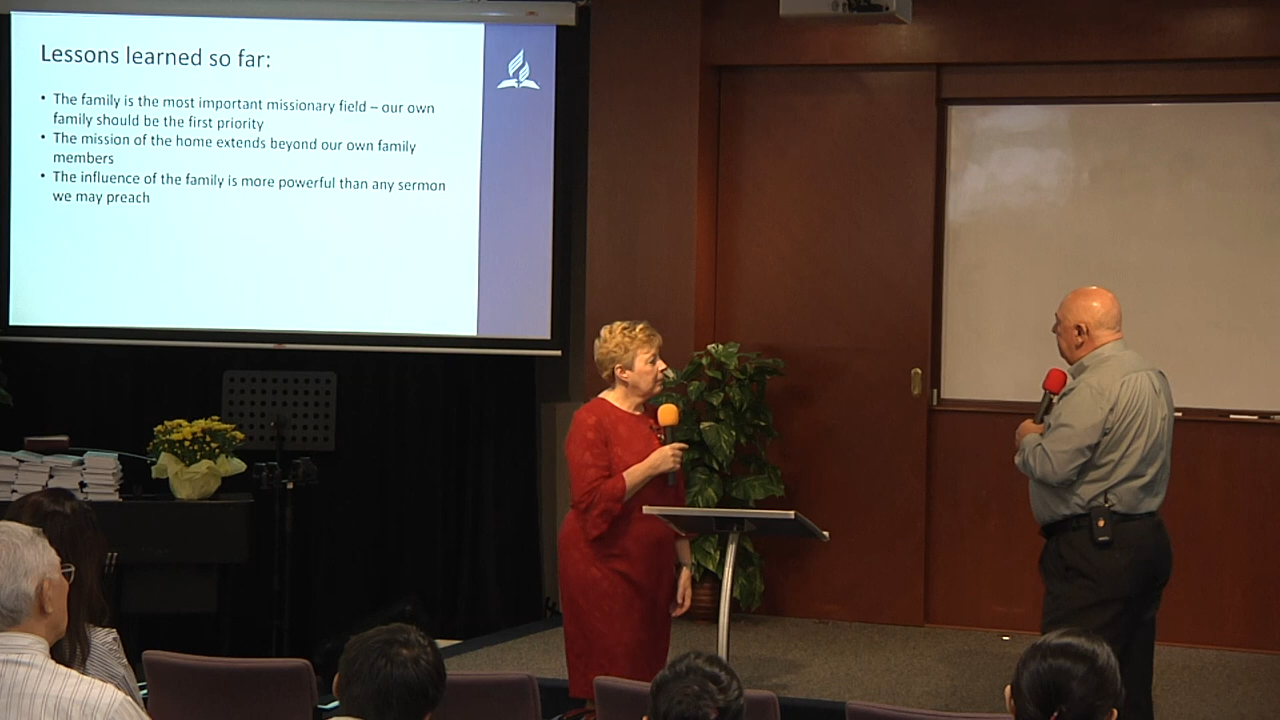 Lessons learned so far:
• The family is the most important missionary field – our own
family should be the first priority
• The mission of the home extends beyond our own family
members
• The influence of the family is more powerful than any sermon
we may preach